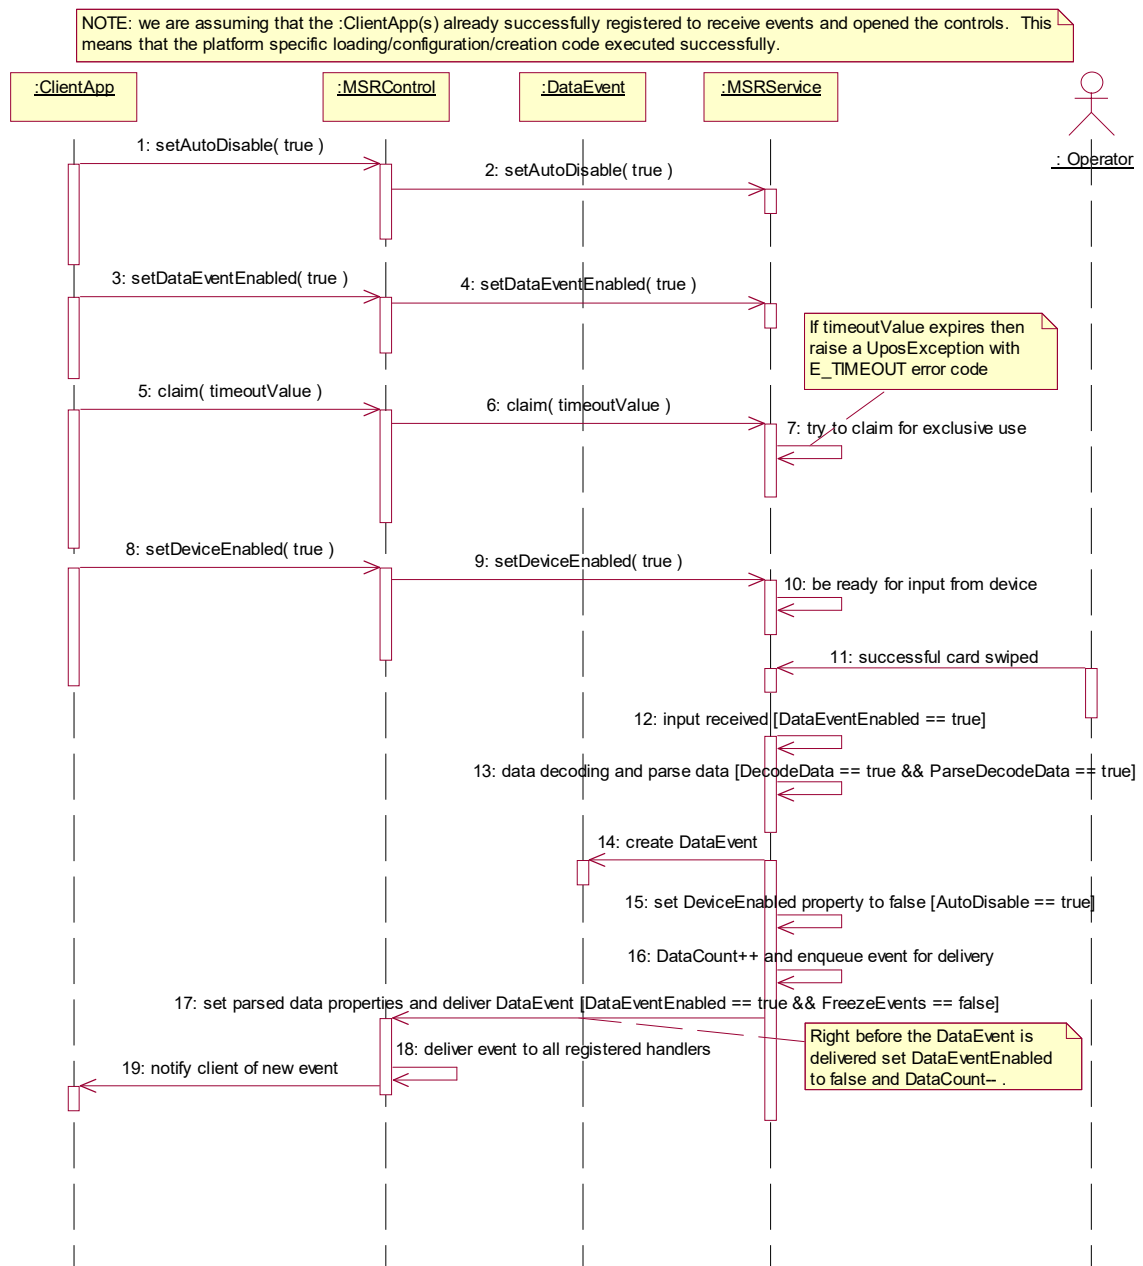 NOTE: we are assuming that the :ClientApp(s) already successfully registered to receive events and opened the controls.  This
means that the platform specific loading/configuration/creation code executed successfully.
:ClientApp
:MSRControl
:DataEvent
:MSRService
: Operator
1: setAutoDisable( true )
2: setAutoDisable( true )
3: setDataEventEnabled( true )
4: setDataEventEnabled( true )
If timeoutValue expires then
raise a UposException with
E_TIMEOUT error code
5: claim( timeoutValue )
6: claim( timeoutValue )
7: try to claim for exclusive use
8: setDeviceEnabled( true )
9: setDeviceEnabled( true )
10: be ready for input from device
11: successful card swiped
12: input received [DataEventEnabled == true]
13: data decoding and parse data [DecodeData == true && ParseDecodeData == true]
14: create DataEvent
15: set DeviceEnabled property to false [AutoDisable == true]
16: DataCount++ and enqueue event for delivery
17: set parsed data properties and deliver DataEvent [DataEventEnabled == true && FreezeEvents == false]
Right before the DataEvent is
delivered set DataEventEnabled
to false and DataCount-- .
18: deliver event to all registered handlers
19: notify client of new event